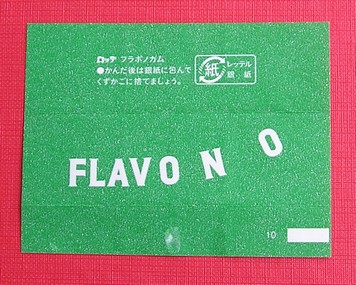 ロッテ フラボノガム
●かんだ後は銀紙に包んで
くずかごに捨てましょう。
紙
レッテル
銀紙
FLAVONO
10